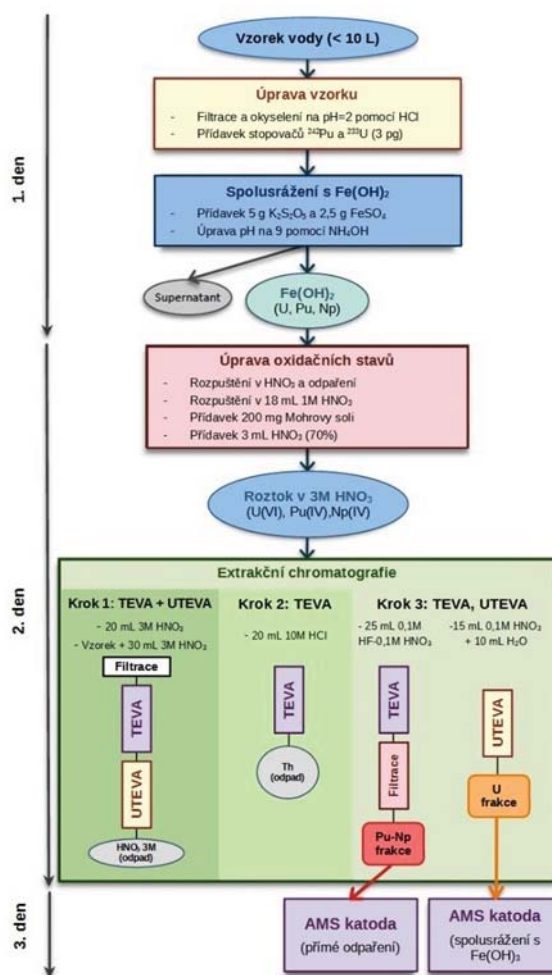 1. den
Vzorek vody (< 10 L)
Úprava vzorku
- Filtrace a okyselení na pH=2 pomocí HCl
- Přídavek stopovačů ²⁴²Pu a ²³³U (3 pg)
Spolusrážení s Fe(OH)₂
- Přídavek 5 g K₂S₂O₅ a 2,5 g FeSO₄
- Úprava pH na 9 pomocí NH₄OH
Supernatant
Fe(OH)₂
(U, Pu, Np)
2. den
Úprava oxidačních stavů
- Rozpuštění v HNO₃ a odpaření
- Rozpuštění v 18 mL 1M HNO₃
- Přídavek 200 mg Mohrovy soli
- Přídavek 3 mL HNO₃ (70%)
Roztok v 3M HNO₃
(U(VI), Pu(IV),Np(IV)
Extrakční chromatografie
Krok 1: TEVA + UTEVA
- 20 mL 3M HNO₃
- Vzorek + 30 mL 3M HNO₃
Filtrace
TEVA
UTEVA
HNO₃ 3M
(odpad)
Krok 2: TEVA
- 20 mL 10M HCl
TEVA
Th
(odpad)
Krok 3: TEVA, UTEVA
- 25 mL 0,1M
HF-0,1M HNO₃
TEVA
Filtrace
Pu-Np
frakce
-15 mL 0,1M HNO₃
+ 10 mL H₂O
UTEVA
U
frakce
3. den
AMS katoda
(přímé odpaření)
AMS katoda
(spolusrážení s
Fe(OH)₃